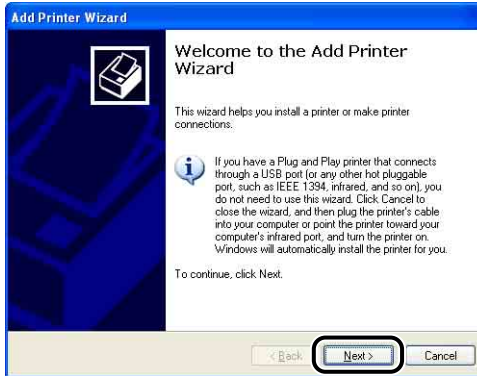 Add Printer Wizard
Welcome to the Add Printer
Wizard
This wizard helps you install a printer or make printer
connections.
If you have a Plug and Play printer that connects
through a USB port (or any other hot pluggable
port, such as IEEE 1394, infrared, and so on), you
do not need to use this wizard. Click Cancel to
close the wizard, and then plug the printer's cable
into your computer or point the printer toward your
computer's infrared port, and turn the printer on.
Windows will automatically install the printer for you.
To continue, click Next.
< Back
Next >
Cancel